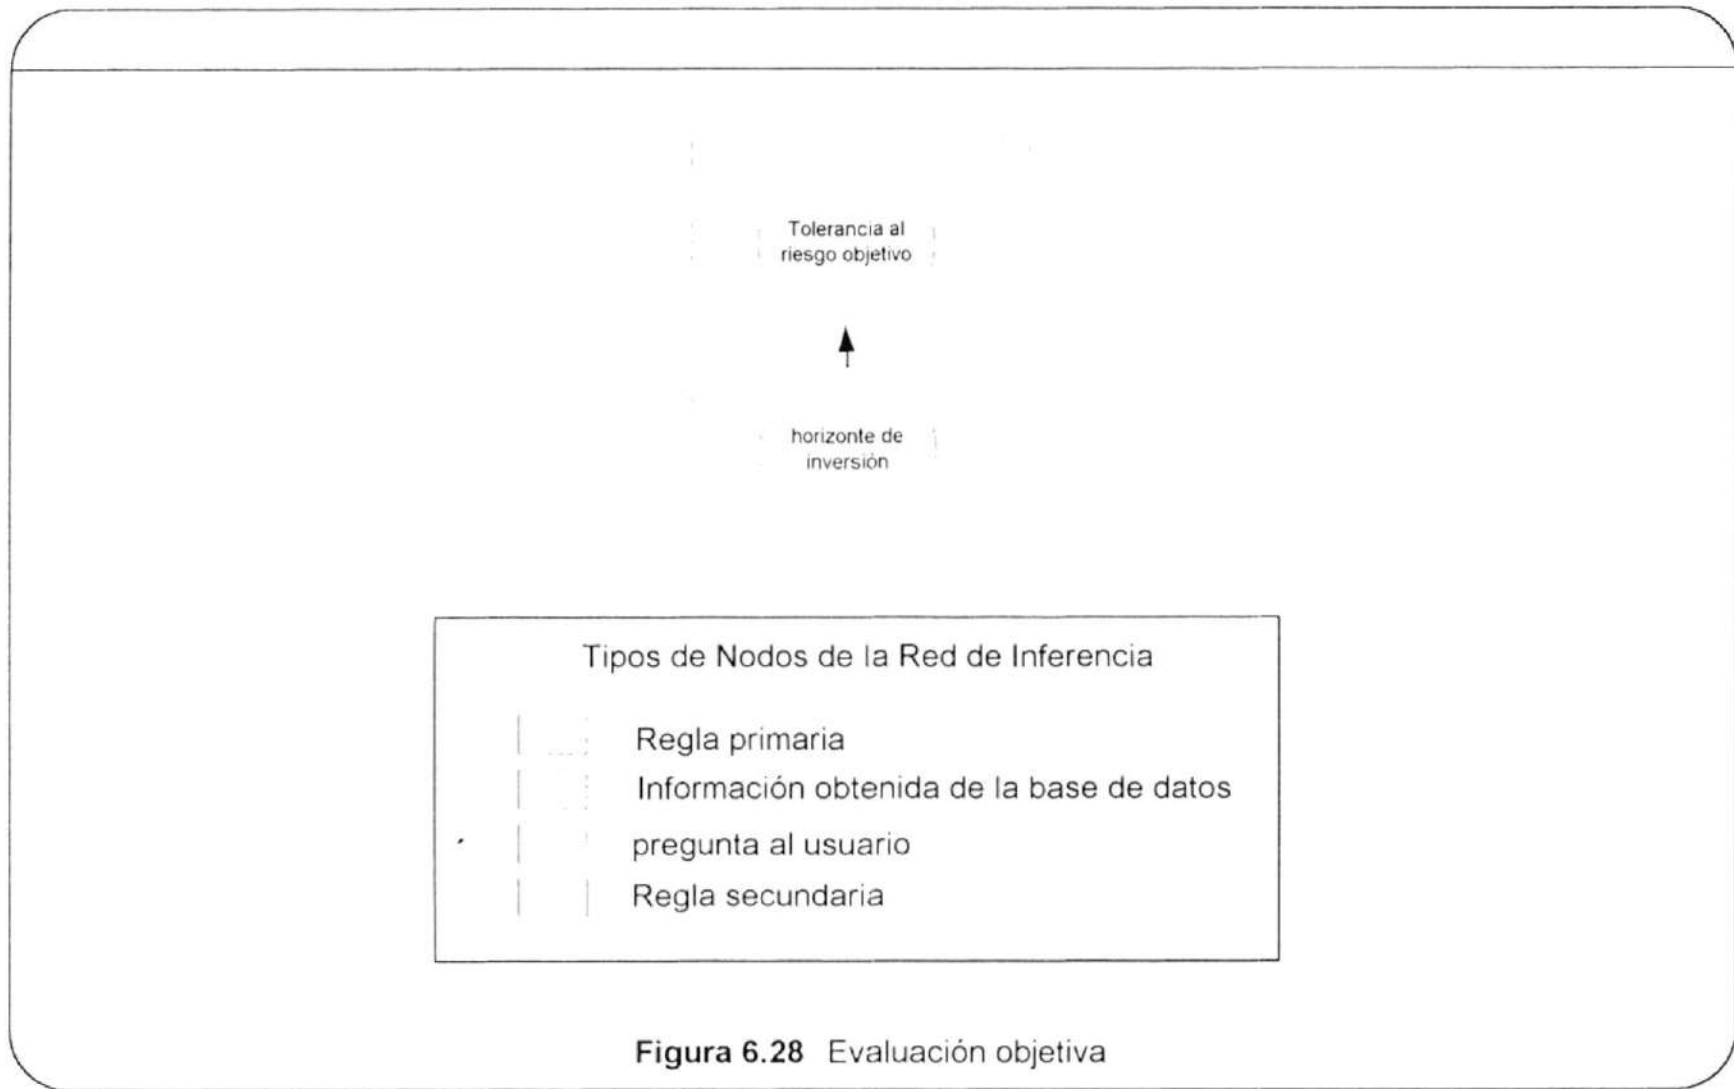 Tolerancia al
riesgo objetivo
horizonte de
inversión
Tipos de Nodos de la Red de Inferencia
Regla primaria
Información obtenida de la base de datos
pregunta al usuario
Regla secundaria
Figura 6.28 Evaluación objetiva